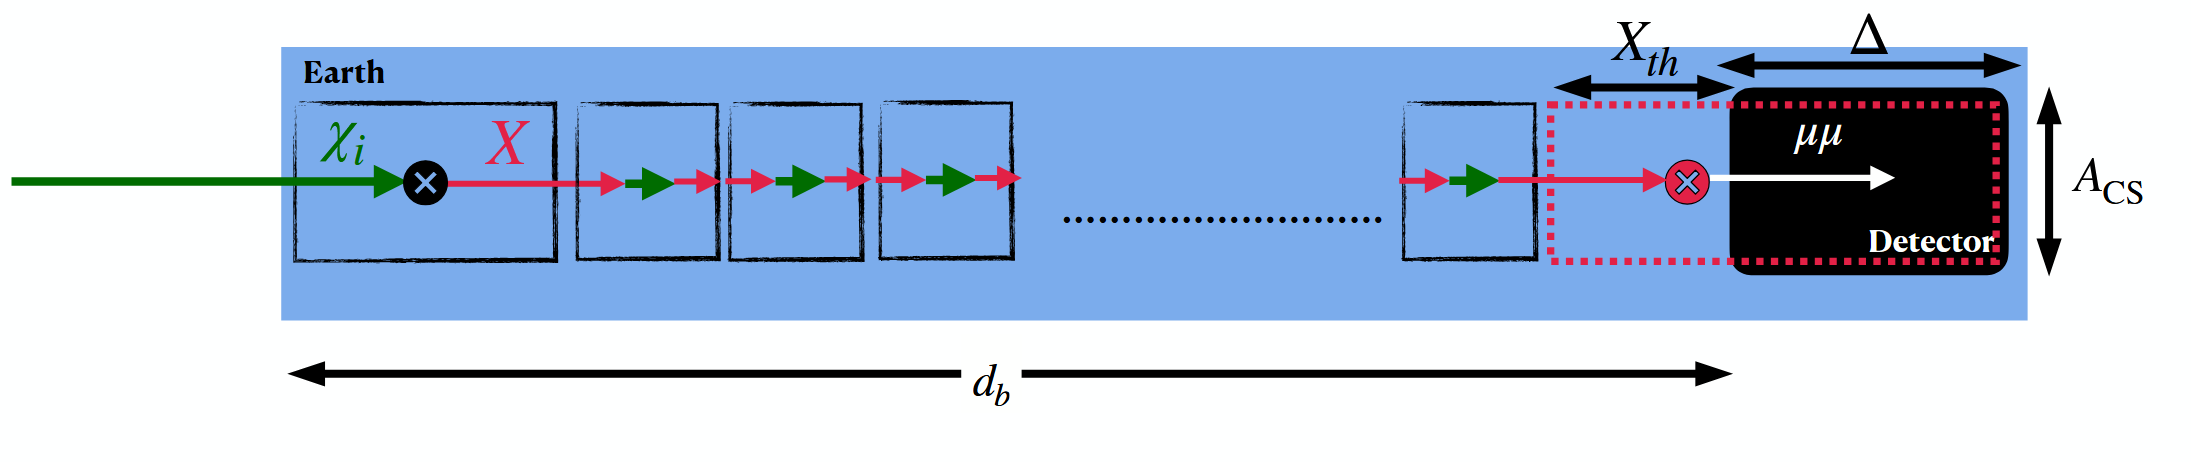 Earth
χ_i
X
X_th
Δ
μμ
Detector
A_CS
d_b